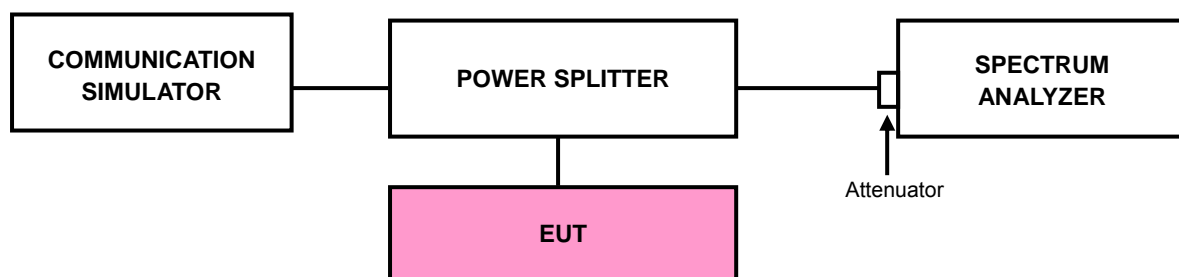 COMMUNICATION
SIMULATOR
POWER SPLITTER
SPECTRUM
ANALYZER
Attenuator
EUT